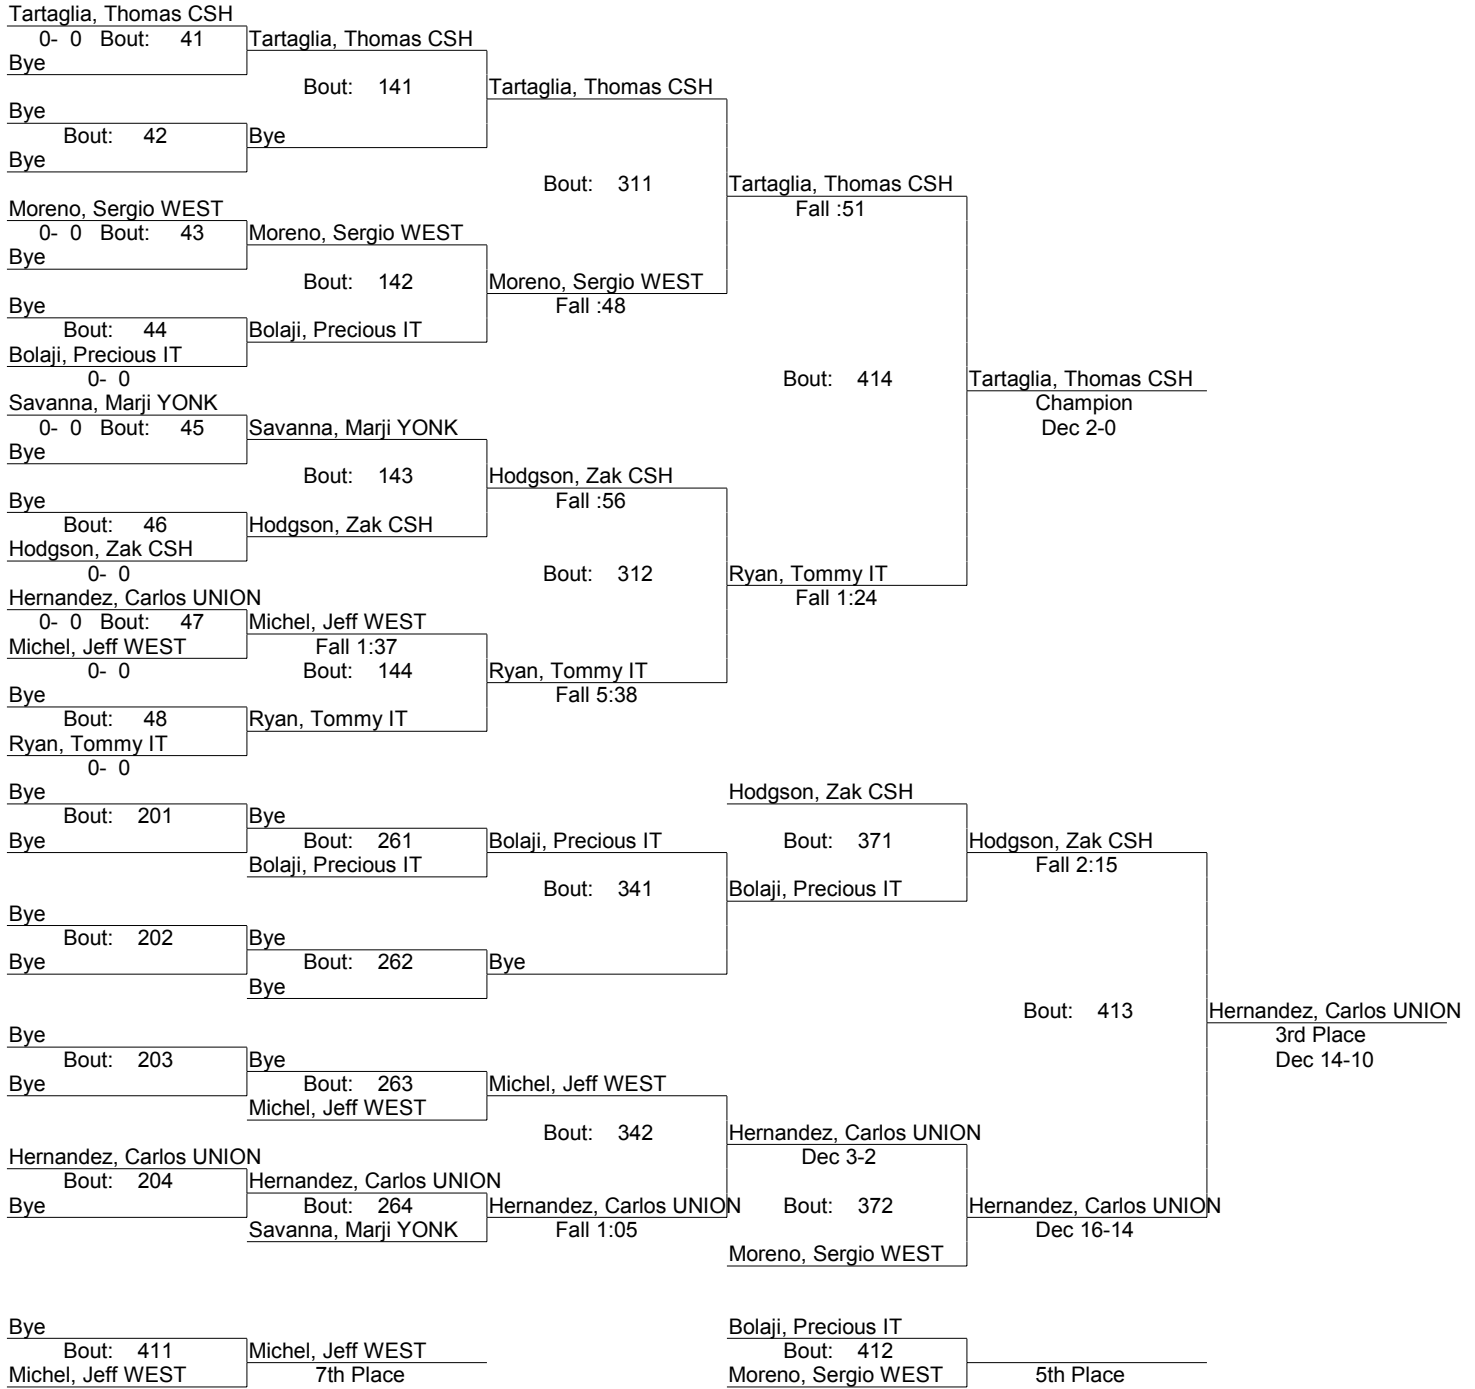 Tartaglia, Thomas CSH
0- 0 Bout: 41 Tartaglia, Thomas CSH
Bye
Bout: 141 Tartaglia, Thomas CSH
Bye
Bout: 42 Bye
Bye
Bout: 311 Tartaglia, Thomas CSH
Moreno, Sergio WEST Fall :51
0- 0 Bout: 43 Moreno, Sergio WEST
Bye
Bout: 142 Moreno, Sergio WEST
Bye Fall :48
Bout: 44 Bolaji, Precious IT
Bolaji, Precious IT
0- 0 Bout: 414 Tartaglia, Thomas CSH
Savanna, Marji YONK Champion
0- 0 Bout: 45 Savanna, Marji YONK Dec 2-0
Bye
Bout: 143 Hodgson, Zak CSH
Bye Fall :56
Bout: 46 Hodgson, Zak CSH
Hodgson, Zak CSH
0- 0 Bout: 312 Ryan, Tommy IT
Hernandez, Carlos UNION Fall 1:24
0- 0 Bout: 47 Michel, Jeff WEST
Michel, Jeff WEST Fall 1:37
0- 0 Bout: 144 Ryan, Tommy IT
Bye Fall 5:38
Bout: 48 Ryan, Tommy IT
Ryan, Tommy IT
0- 0
Bye Hodgson, Zak CSH
Bout: 201 Bye
Bye Bout: 261 Bolaji, Precious IT Bout: 371 Hodgson, Zak CSH
Bolaji, Precious IT Fall 2:15
Bout: 341 Bolaji, Precious IT
Bye
Bout: 202 Bye
Bye Bout: 262 Bye
Bye
Bout: 413 Hernandez, Carlos UNION
Bye 3rd Place
Bout: 203 Bye Dec 14-10
Bye Bout: 263 Michel, Jeff WEST
Michel, Jeff WEST
Bout: 342 Hernandez, Carlos UNION
Hernandez, Carlos UNION Dec 3-2
Bout: 204 Hernandez, Carlos UNION
Bye Bout: 264 Hernandez, Carlos UNION Bout: 372 Hernandez, Carlos UNION
Savanna, Marji YONK Fall 1:05 Dec 16-14
Moreno, Sergio WEST
Bye Bolaji, Precious IT
Bout: 411 Michel, Jeff WEST Bout: 412
Michel, Jeff WEST 7th Place Moreno, Sergio WEST 5th Place